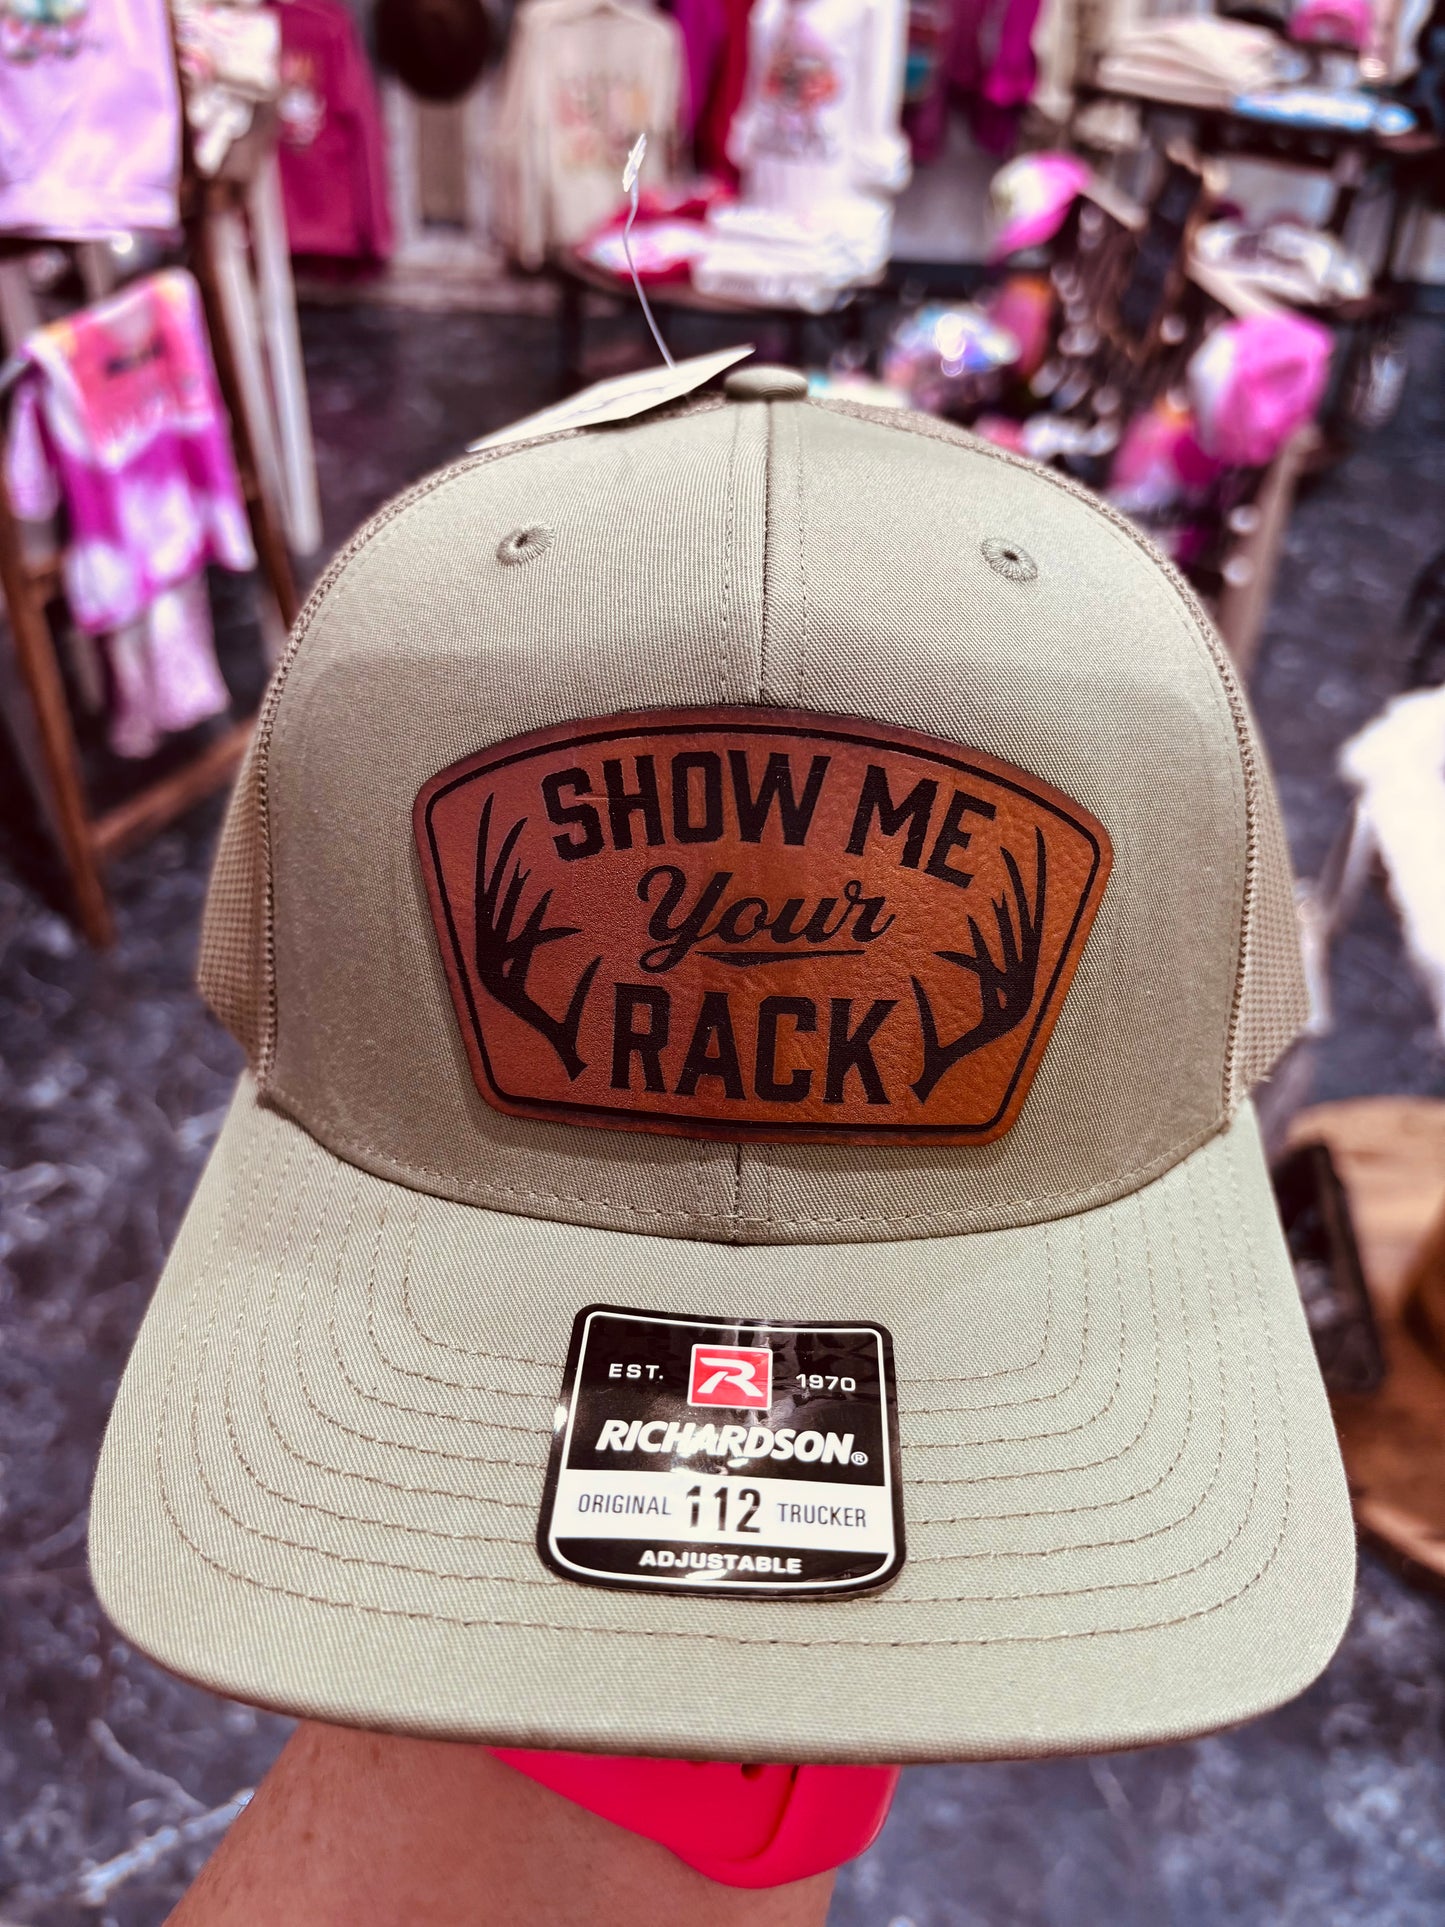 SHOW ME
Your
RACK
EST. R 1970
RICHARDSON®
ORIGINAL 112 TRUCKER
ADJUSTABLE